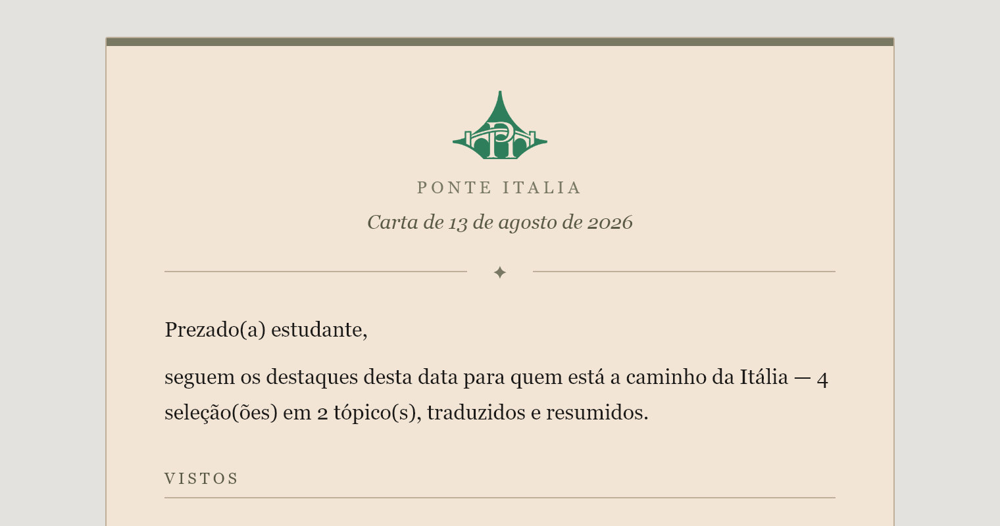 PI
PONTE ITALIA
Carta de 13 de agosto de 2026
Prezado(a) estudante,
seguem os destaques desta data para quem está a caminho da Itália — 4
seleção(ões) em 2 tópico(s), traduzidos e resumidos.
VISTOS